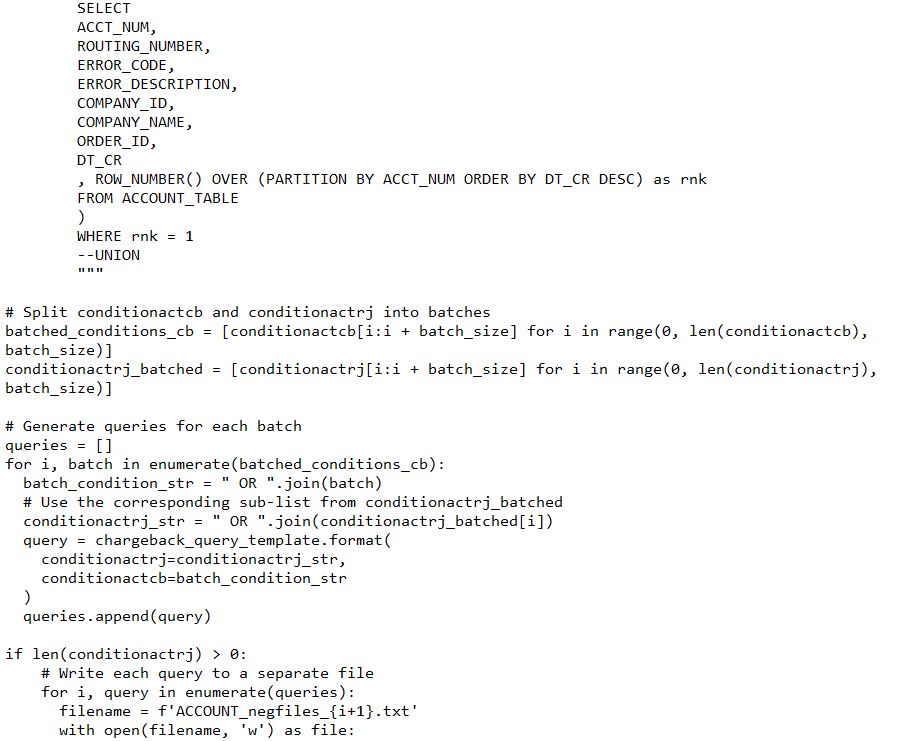 SELECT
ACCT_NUM,
ROUTING_NUMBER,
ERROR_CODE,
ERROR_DESCRIPTION,
COMPANY_ID,
COMPANY_NAME,
ORDER_ID,
DT_CR
, ROW_NUMBER() OVER (PARTITION BY ACCT_NUM ORDER BY DT_CR DESC) as rnk
FROM ACCOUNT_TABLE
)
WHERE rnk = 1
--UNION
"""
# Split conditionactcb and conditionactrj into batches
batched_conditions_cb = [conditionactcb[i:i + batch_size] for i in range(0, len(conditionactcb),
batch_size)]
conditionactrj_batched = [conditionactrj[i:i + batch_size] for i in range(0, len(conditionactrj),
batch_size)]
# Generate queries for each batch
queries = []
for i, batch in enumerate(batched_conditions_cb):
batch_condition_str = " OR ".join(batch)
# Use the corresponding sub-list from conditionactrj_batched
conditionactrj_str = " OR ".join(conditionactrj_batched[i])
query = chargeback_query_template.format(
conditionactrj=conditionactrj_str,
conditionactcb=batch_condition_str
)
queries.append(query)
if len(conditionactrj) > 0:
# Write each query to a separate file
for i, query in enumerate(queries):
filename = f'ACCOUNT_negfiles_{i+1}.txt'
with open(filename, 'w') as file: